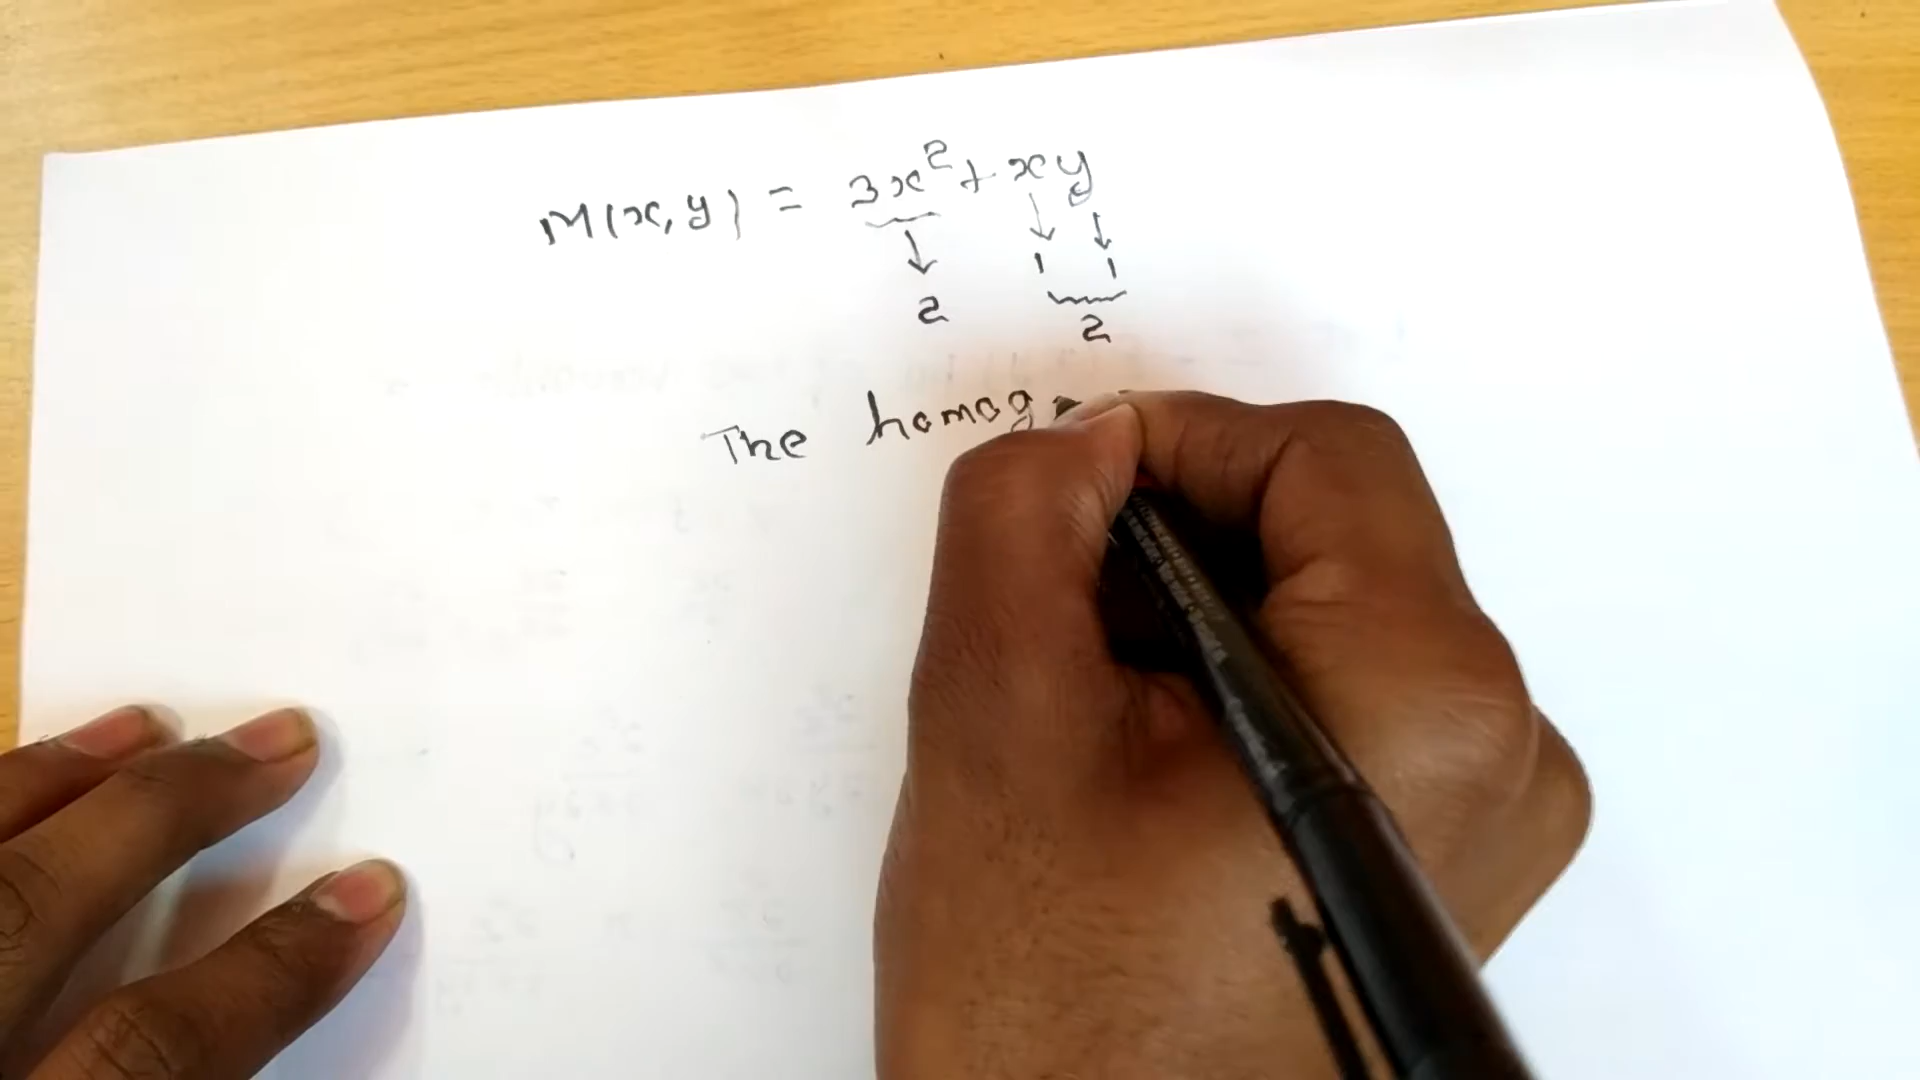 M(x,y) = 3x² + xy
↓ ↓ ↓
2 1 1
2
The homog